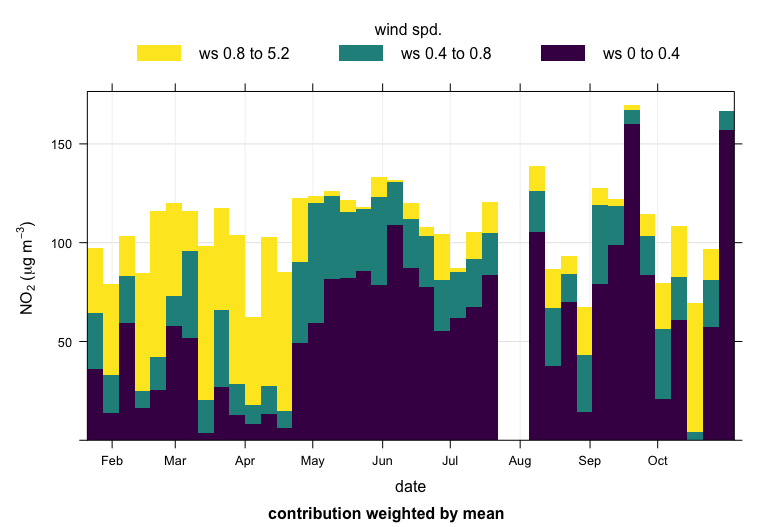 wind spd.
ws 0.8 to 5.2 ws 0.4 to 0.8 ws 0 to 0.4
150
100
50
NO₂ (μg m⁻³)
Feb Mar Apr May Jun Jul Aug Sep Oct
date
contribution weighted by mean